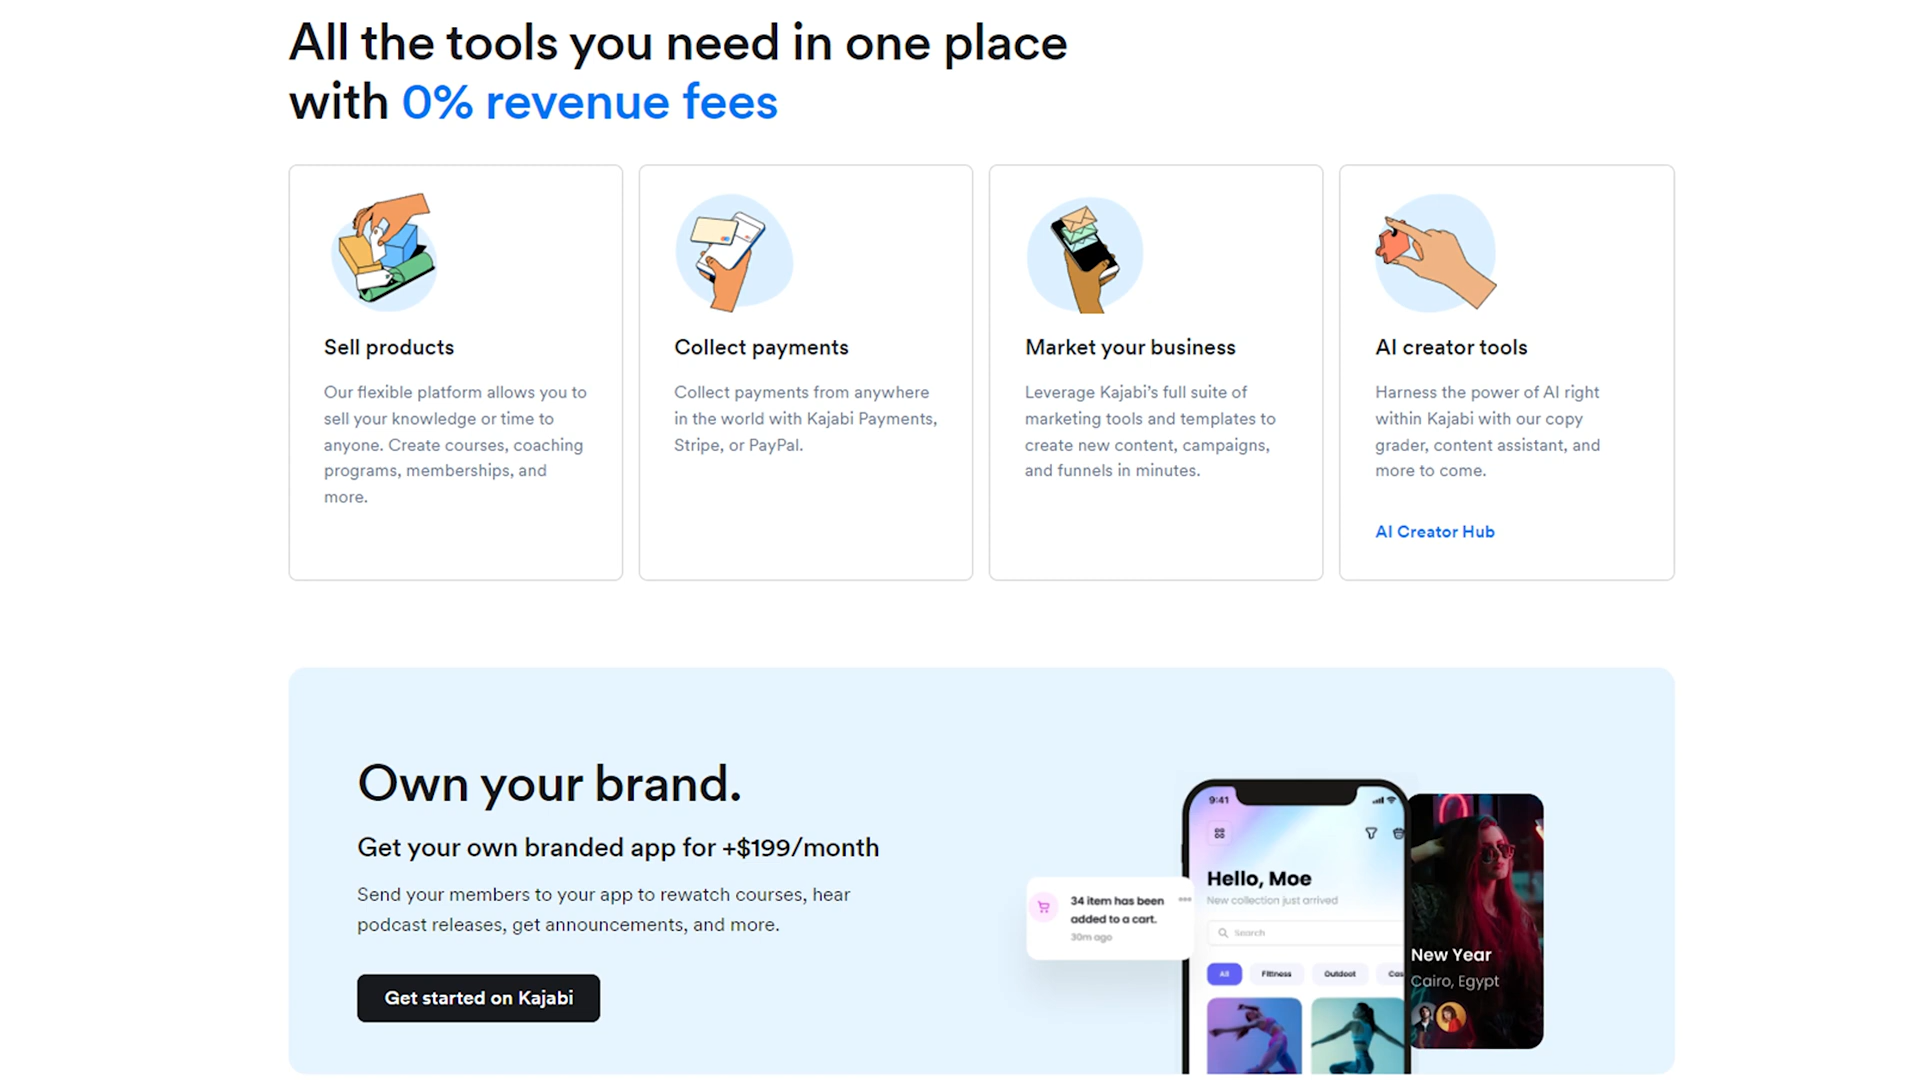 All the tools you need in one place
with 0% revenue fees
Sell products
Our flexible platform allows you to
sell your knowledge or time to
anyone. Create courses, coaching
programs, memberships, and
more.
Collect payments
Collect payments from anywhere
in the world with Kajabi Payments,
Stripe, or PayPal.
Market your business
Leverage Kajabi’s full suite of
marketing tools and templates to
create new content, campaigns,
and funnels in minutes.
AI creator tools
Harness the power of AI right
within Kajabi with our copy
grader, content assistant, and
more to come.
AI Creator Hub
Own your brand.
Get your own branded app for +$199/month
Send your members to your app to rewatch courses, hear
podcast releases, get announcements, and more.
Get started on Kajabi
34 item has been
added to a cart.
30m ago
9:41
Hello, Moe
New collection just arrived
Search
All Fittness Outdoot Cas
New Year
Cairo, Egypt